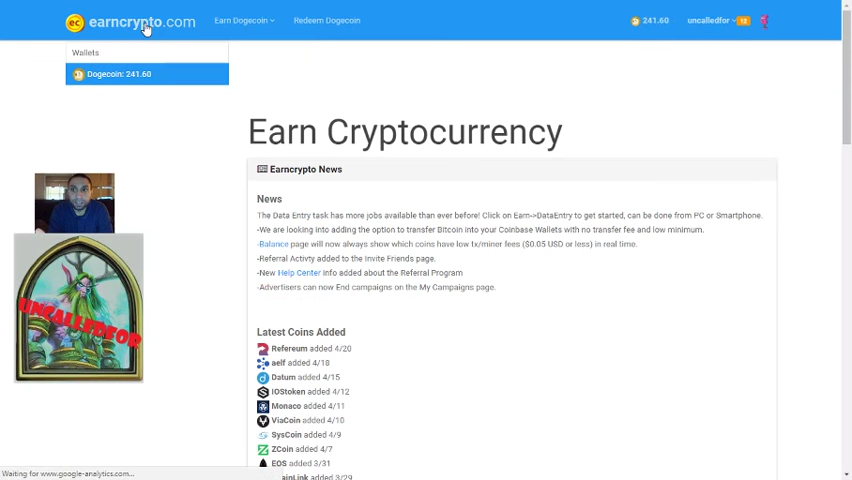 ec earncrypto.com Earn Dogecoin Redeem Dogecoin 241.60 uncalledfor 12
Wallets
Dogecoin: 241.60
Earn Cryptocurrency
Earncrypto News
News
The Data Entry task has more jobs available than ever before! Click on Earn->DataEntry to get started, can be done from PC or Smartphone.
-We are looking into adding the option to transfer Bitcoin into your Coinbase Wallets with no transfer fee and low minimum.
-Balance page will now always show which coins have low tx/miner fees ($0.05 USD or less) in real time.
-Referral Activty added to the Invite Friends page.
-New Help Center Info added about the Referral Program
-Advertisers can now End campaigns on the My Campaigns page.
UNCALLEDFOR
Latest Coins Added
Refereum added 4/20
aelf added 4/18
Datum added 4/15
IOStoken added 4/12
Monaco added 4/11
ViaCoin added 4/10
SysCoin added 4/9
ZCoin added 4/7
EOS added 3/31
added 3/29
Waiting for www.google-analytics.com...